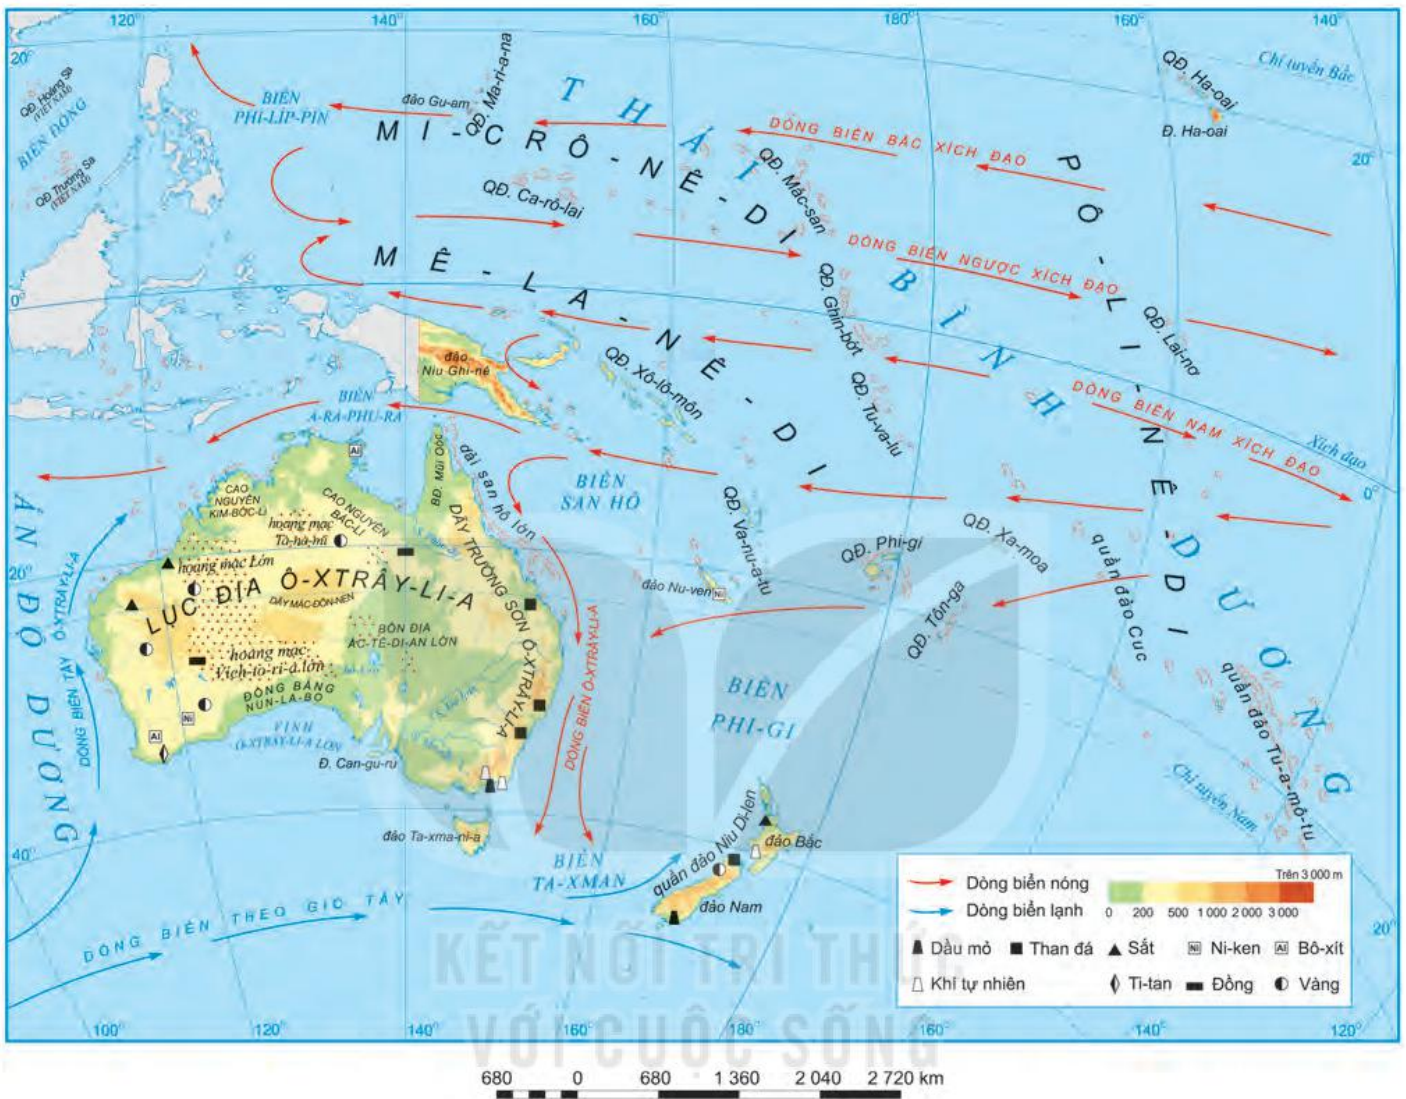 120° 140° 160° 180° 160° 140°
20°
QĐ. Hoàng Sa
(VIỆT NAM)
BIỂN ĐÔNG
QĐ. Trường Sa
(VIỆT NAM)
BIỂN
PHI-LÍP-PIN
đảo Gu-am
QĐ. Ma-ri-a-na
THÁI BÌNH DƯƠNG
Chí tuyến Bắc
QĐ. Ha-oai
Đ. Ha-oai
20°
MI-CRÔ-NÊ-DI
DÒNG BIỂN BẮC XÍCH ĐẠO
QĐ. Mác-san
QĐ. Ca-rô-lai
PÔ-LI-NÊ-DI
DÒNG BIỂN NGƯỢC XÍCH ĐẠO
MÊ-LA-NÊ-DI
0°
QĐ. Ghin-bớt
QĐ. Lai-nơ
đảo
Niu Ghi-nê
QĐ. Xô-lô-môn
QĐ. Tu-va-lu
DÒNG BIỂN NAM XÍCH ĐẠO
Xích đạo
0°
BIỂN
A-RA-PHU-RA
BĐ. Mũi Oóc
dải san hô lớn
BIỂN
SAN HÔ
QĐ. Va-nu-a-tu
QĐ. Phi-gi
QĐ. Xa-moa
quần đảo Cúc
đảo Nu-ven
Ni
QĐ. Tôn-ga
quần đảo Tu-a-mô-tu
Chí tuyến Nam
ẤN ĐỘ DƯƠNG
DÒNG BIỂN TÂY Ô-XTRÂY-LI-A
20°
Al
CAO
NGUYÊN
KIM-BÓC-LI
CAO NGUYÊN
BÁC-LI
hoang mạc
Ta-na-mi
hoang mạc Lớn
LỤC ĐỊA Ô-XTRÂY-LI-A
DÃY MÁC-ĐÔN-NEN
DÃY TRƯỜNG SƠN Ô-XTRÂY-LI-A
BỒN ĐỊA
ÁC-TÊ-DI-AN LỚN
hoang mạc
Vích-to-ri-a lớn
ĐỒNG BẰNG
NUN-LA-BO
Ni
Al
VỊNH
Ô-XTRÂY-LI-A LỚN
Đ. Can-gu-ru
DÒNG BIỂN Ô-XTRÂY-LI-A
BIỂN
PHI-GI
đảo Ta-xma-ni-a
BIỂN
TA-XMAN
quần đảo Niu Di-len
đảo Bắc
đảo Nam
40°
DÒNG BIỂN THEO GIÓ TÂY
Dòng biển nóng
Dòng biển lạnh
Trên 3 000 m
0 200 500 1 000 2 000 3 000
Dầu mỏ Than đá Sắt Ni Ni-ken Al Bô-xít
Khí tự nhiên Ti-tan Đồng Vàng
20°
KẾT NỐI TRI THỨC
VỚI CUỘC SỐNG
100° 120° 140° 160° 180° 160° 140° 120°
680 0 680 1 360 2 040 2 720 km